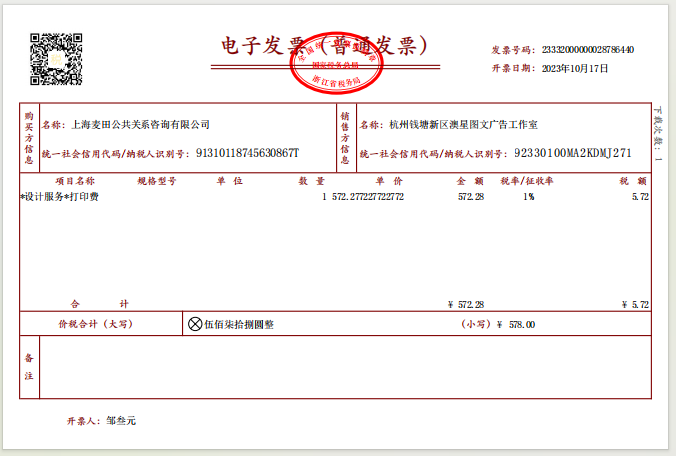 电子发票（普通发票）
全国统一发票监制章
国家税务总局
浙江省税务局
发票号码：23332000000028786440
开票日期：2023年10月17日
购买方信息
名称：上海麦田公共关系咨询有限公司
统一社会信用代码/纳税人识别号：91310118745630867T
销售方信息
名称：杭州钱塘新区澳星图文广告工作室
统一社会信用代码/纳税人识别号：92330100MA2KDMJ271
下载次数：1
项目名称 规格型号 单位 数量 单价 金额 税率/征收率 税额
*设计服务*打印费 1 572.277227722772 572.28 1% 5.72
合计 ¥ 572.28 ¥ 5.72
价税合计（大写） 伍佰柒拾捌圆整 （小写）¥ 578.00
备注
开票人：邹叁元